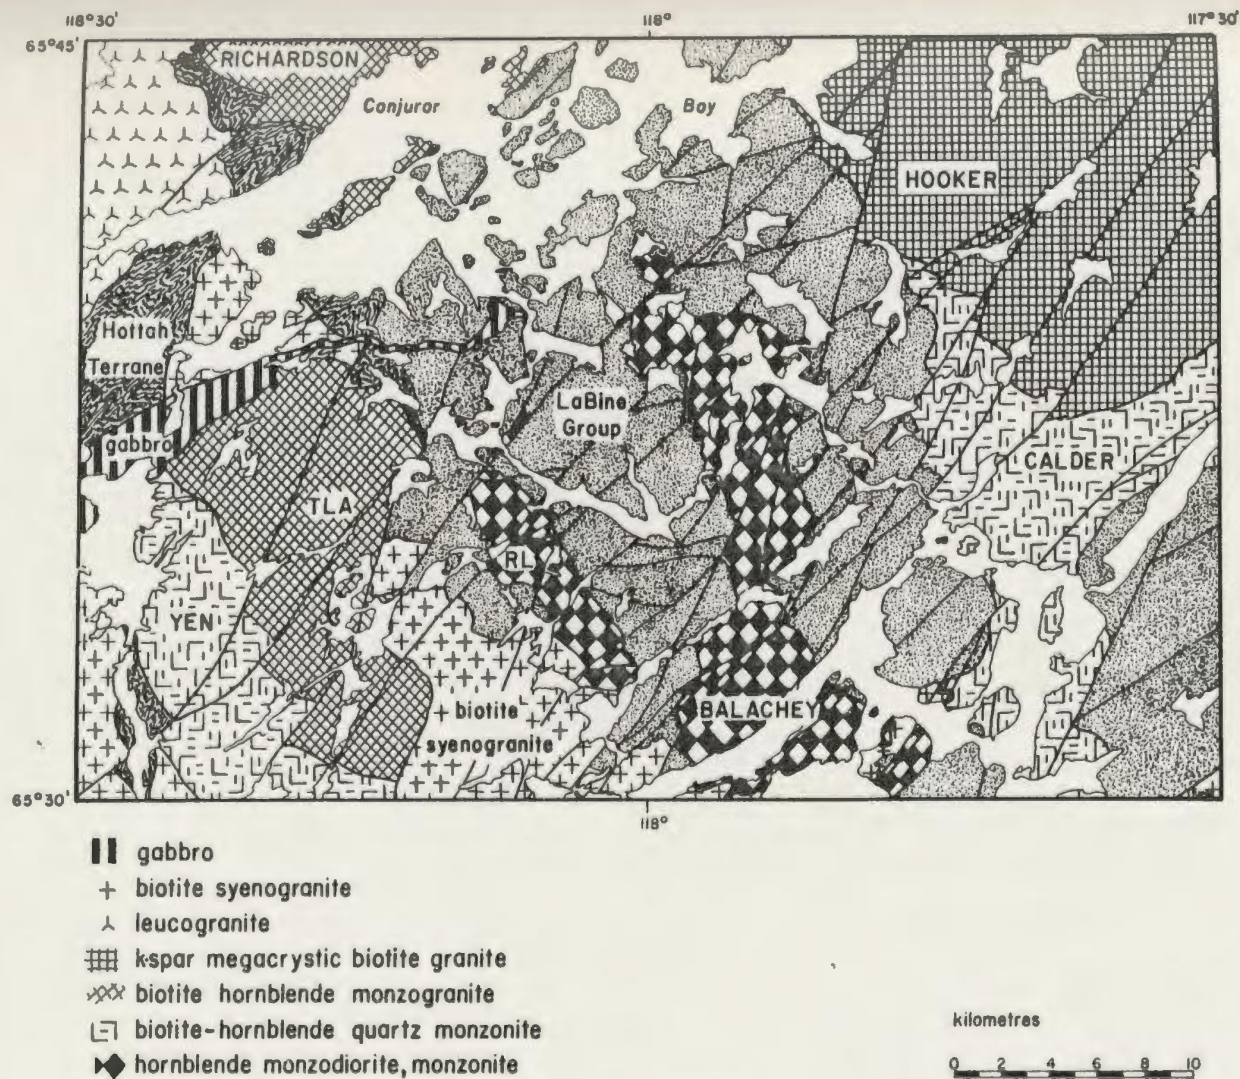 118°30'
118°
117°30'
65°45'
RICHARDSON
Conjuror
Bay
HOOKER
Hottah
Terrane
gabbro
LaBine
Group
CALDER
TLA
RL
YEN
biotite
syenogranite
BALACHEY
65°30'
118°
gabbro
biotite syenogranite
leucogranite
k-spar megacrystic biotite granite
biotite hornblende monzogranite
biotite-hornblende quartz monzonite
hornblende monzodiorite, monzonite
kilometres
0 2 4 6 8 10